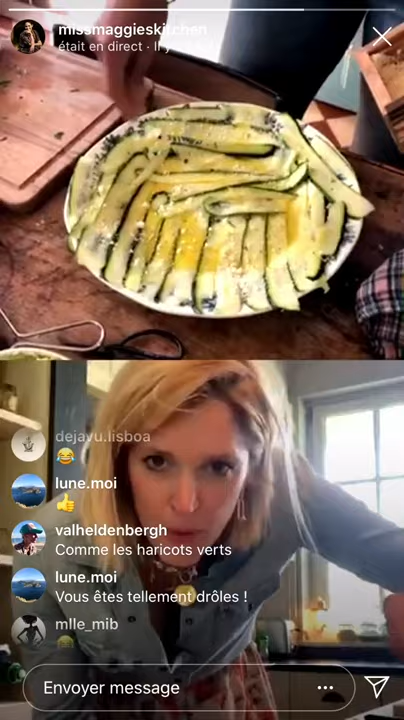 missmaggieskitchen
était en direct · Il y
dejavu.lisboa
😂
lune.moi
👍
valheldenbergh
Comme les haricots verts
lune.moi
Vous êtes tellement drôles !
mlle_mib
😂
Envoyer message